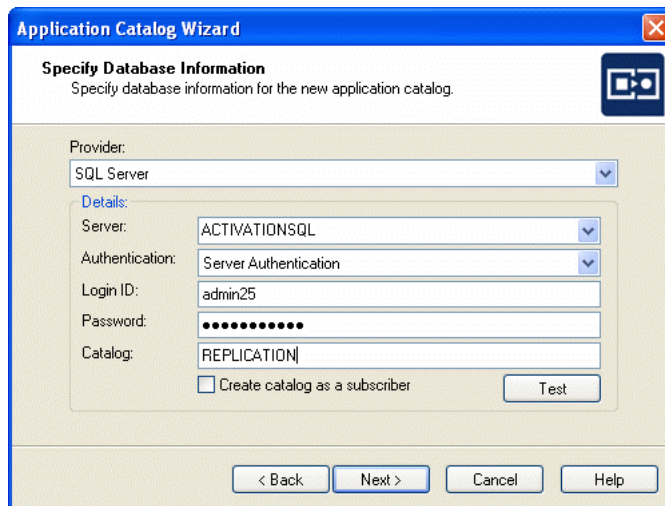 Application Catalog Wizard
Specify Database Information
Specify database information for the new application catalog.
Provider:
SQL Server
Details:
Server:
ACTIVATIONSQL
Authentication:
Server Authentication
Login ID:
admin25
Password:
●●●●●●●●●●●
Catalog:
REPLICATION
Create catalog as a subscriber
Test
< Back
Next >
Cancel
Help